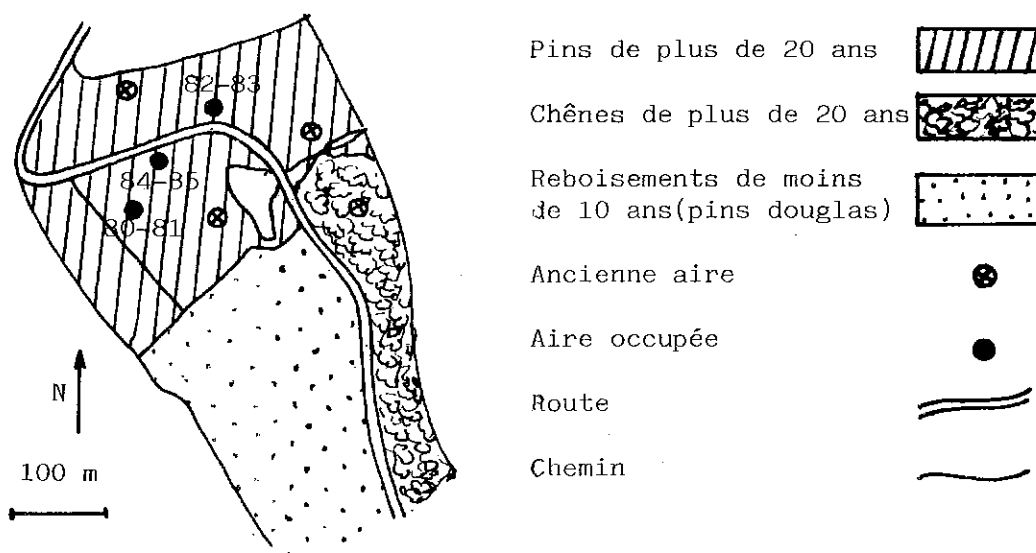 82-83
84-85
80-81
N
100 m
Pins de plus de 20 ans
Chênes de plus de 20 ans
Reboisements de moins
de 10 ans(pins douglas)
Ancienne aire
Aire occupée
Route
Chemin